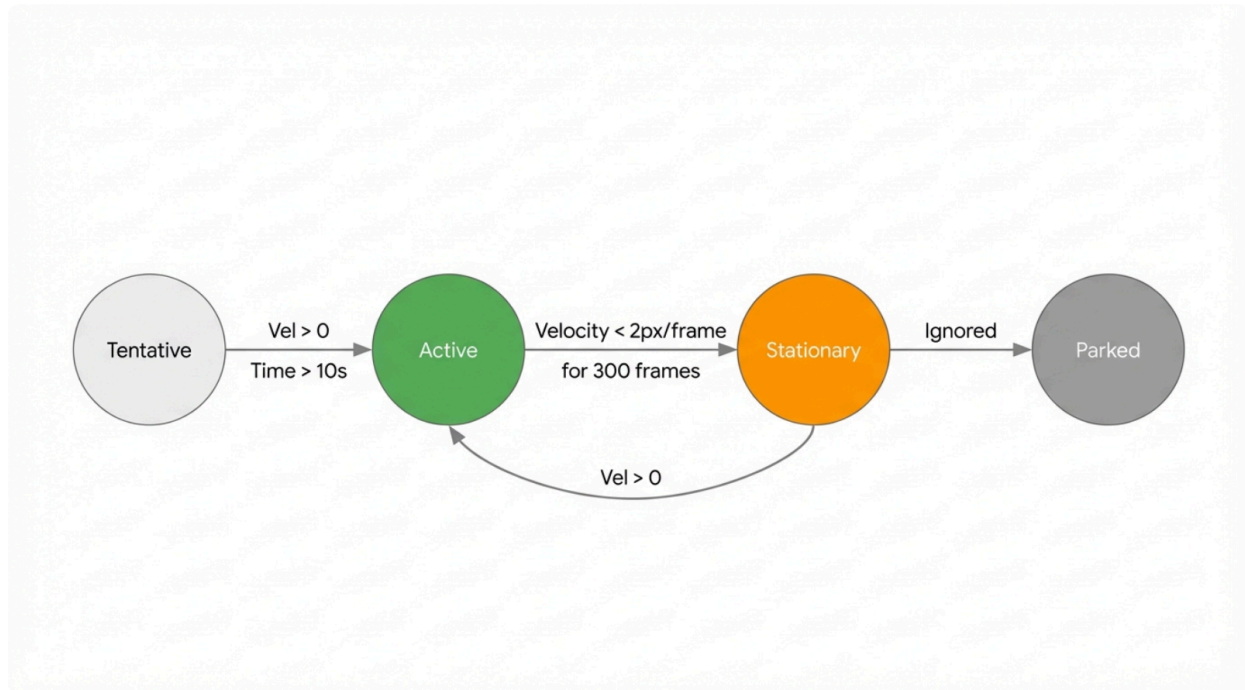 Tentative
Vel > 0
Time > 10s
Active
Velocity < 2px/frame
for 300 frames
Stationary
Ignored
Parked
Vel > 0